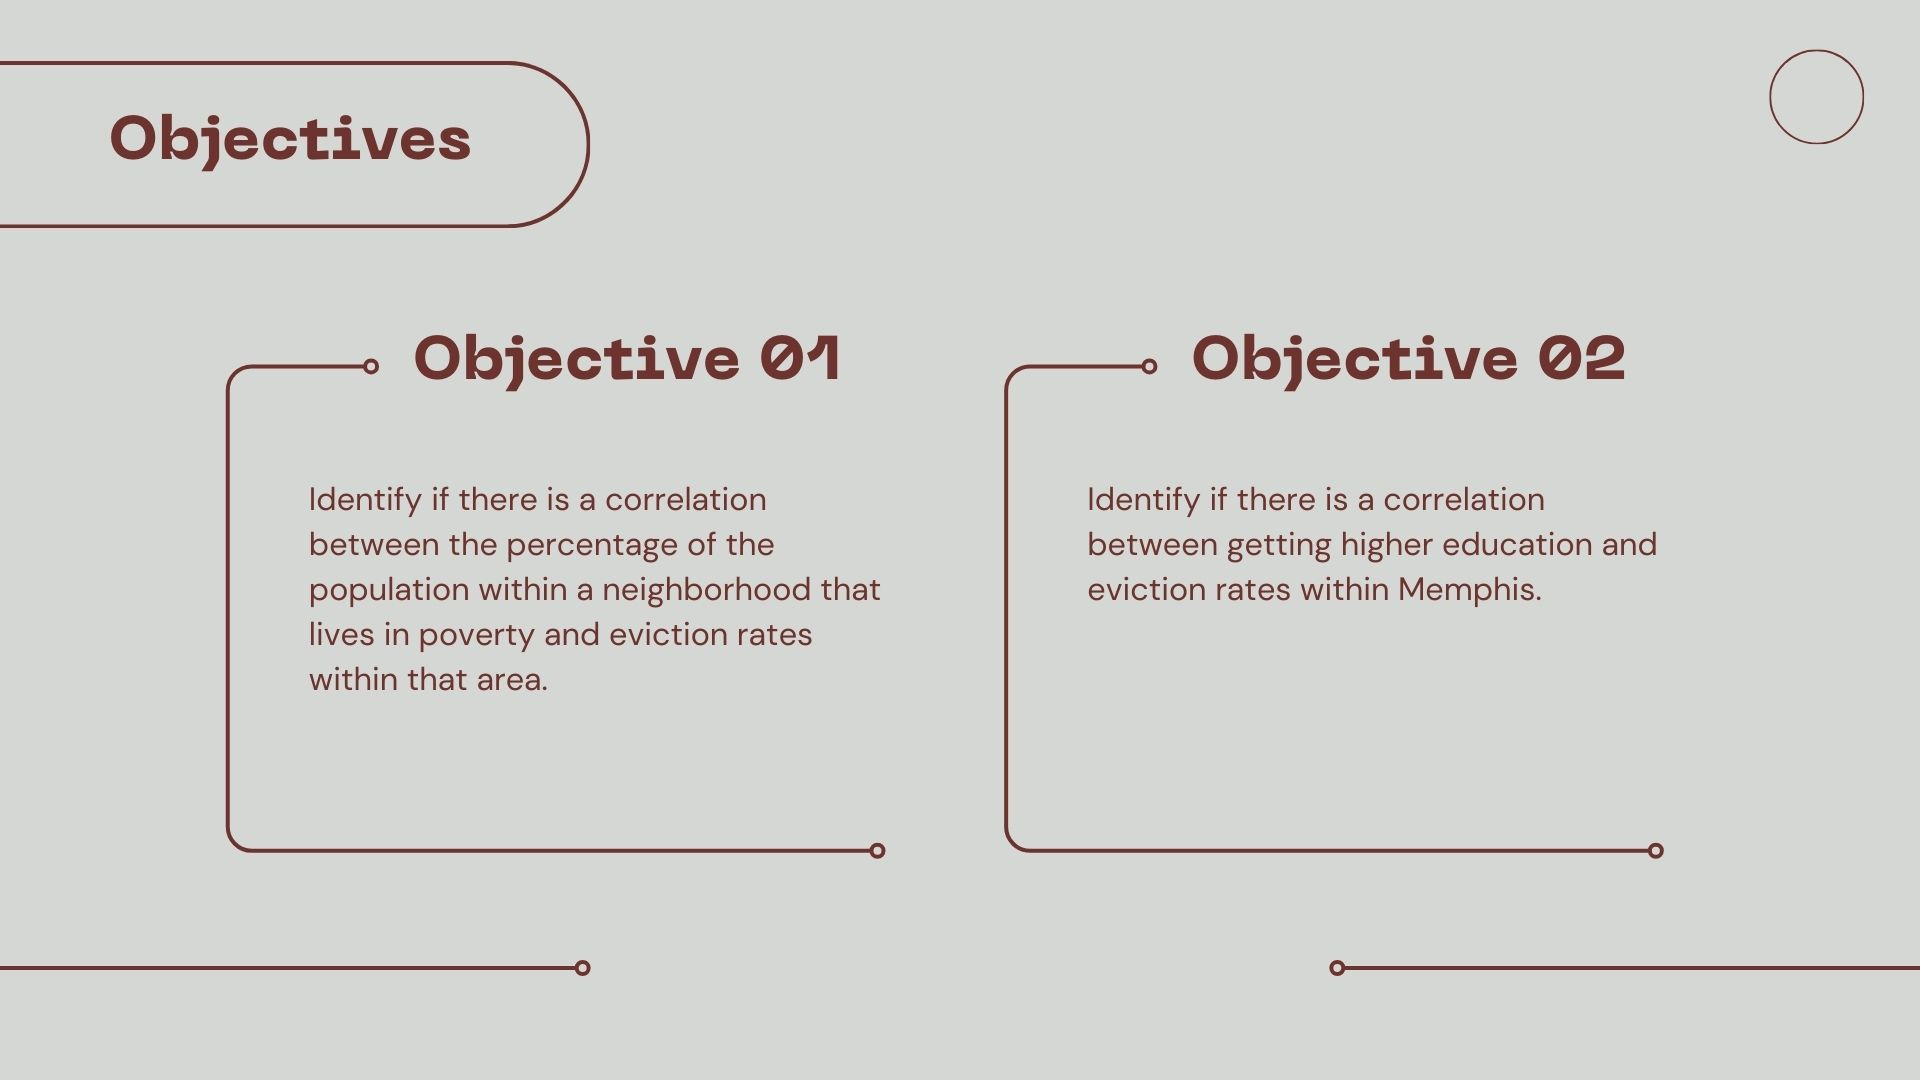 Objectives
Objective 01
Identify if there is a correlation
between the percentage of the
population within a neighborhood that
lives in poverty and eviction rates
within that area.
Objective 02
Identify if there is a correlation
between getting higher education and
eviction rates within Memphis.